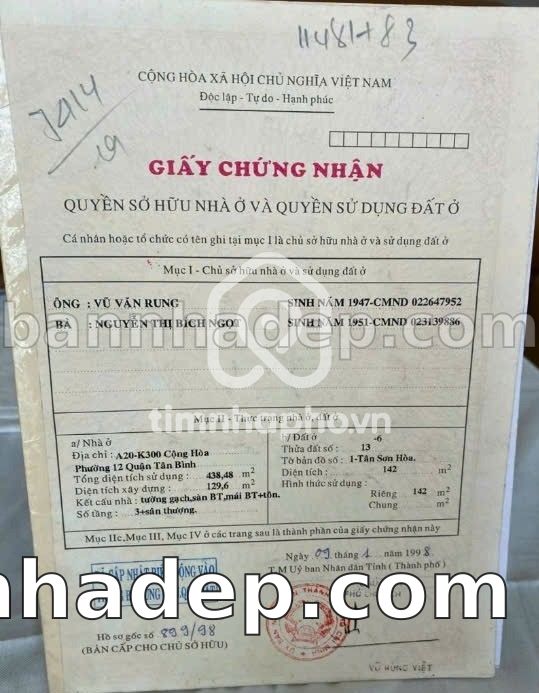 11481+83
CỘNG HÒA XÃ HỘI CHỦ NGHĨA VIỆT NAM
Độc lập - Tự do - Hạnh phúc
GIẤY CHỨNG NHẬN
QUYỀN SỞ HỮU NHÀ Ở VÀ QUYỀN SỬ DỤNG ĐẤT Ở
Cá nhân hoặc tổ chức có tên ghi tại mục I là chủ sở hữu nhà ở và sử dụng đất ở
Mục I - Chủ sở hữu nhà ở và sử dụng đất ở
ÔNG : VŨ VĂN RUNG SINH NĂM 1947-CMND 022647952
BÀ : NGUYỄN THỊ BÍCH NGỌT SINH NĂM 1951-CMND 023139886
bannhadep.com
timnhapho.vn
Mục II - Thực trạng nhà ở, đất ở
a/ Nhà ở
Địa chỉ : A20-K300 Cộng Hòa
Phường 12 Quận Tân Bình
Tổng diện tích sử dụng : 438,48 m2
Diện tích xây dựng : 129,6 m2
Kết cấu nhà : tường gạch,sàn BT,mái BT+tôn.
Số tầng : 3+sân thượng.
b/ Đất ở -6
Thửa đất số : 13
Tờ bản đồ số : 1-Tân Sơn Hòa.
Diện tích : 142 m2
Hình thức sử dụng :
Riêng 142 m2
Chung m2
Mục IIc,Mục III, Mục IV ở các trang sau là thành phần của giấy chứng nhận này
Ngày 09 tháng 1 năm 1998
T.M Uỷ ban Nhân dân Tỉnh ( Thành phố )
nhadep.com
Hồ sơ gốc số 899/98
(BẢN CẤP CHO CHỦ SỞ HỮU)
VŨ HÙNG VIỆT